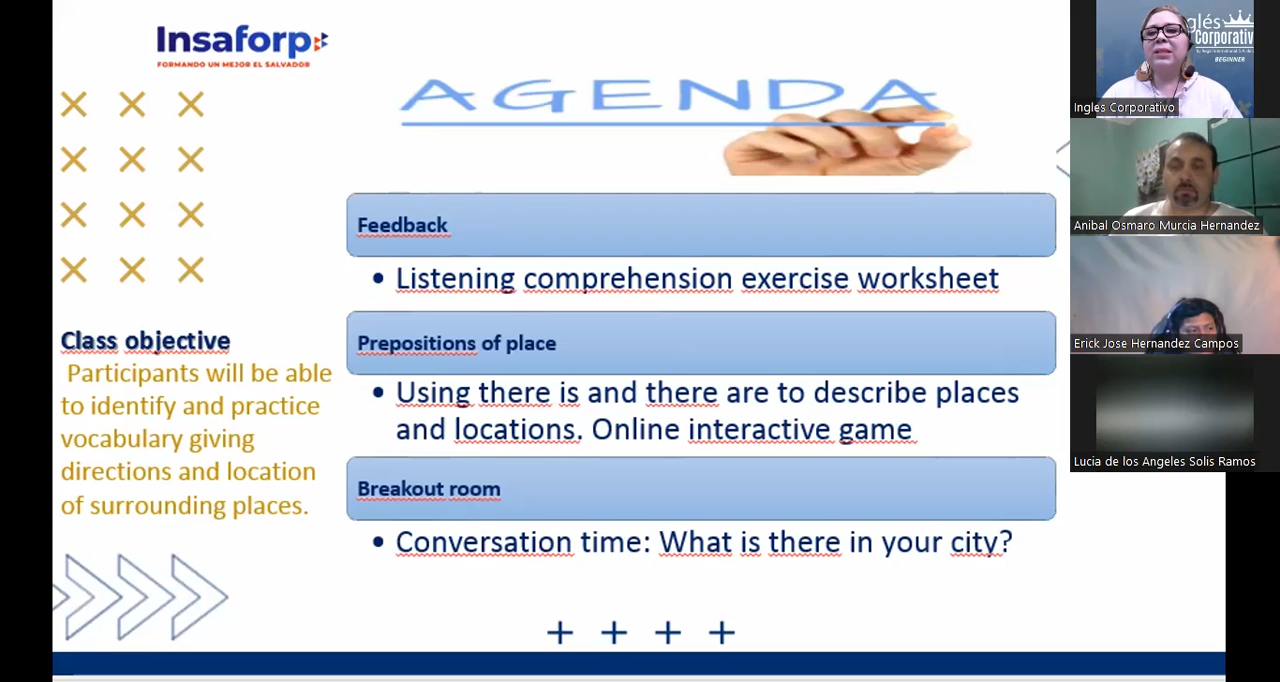 Insaforp
FORMANDO UN MEJOR EL SALVADOR
AGENDA
Class objective
Participants will be able
to identify and practice
vocabulary giving
directions and location
of surrounding places.
Feedback
• Listening comprehension exercise worksheet
Prepositions of place
• Using there is and there are to describe places
and locations. Online interactive game
Breakout room
• Conversation time: What is there in your city?
glés
Corporativ
BEGINNER
Ingles Corporativo
Anibal Osmaro Murcia Hernandez
Erick Jose Hernandez Campos
Lucia de los Angeles Solis Ramos